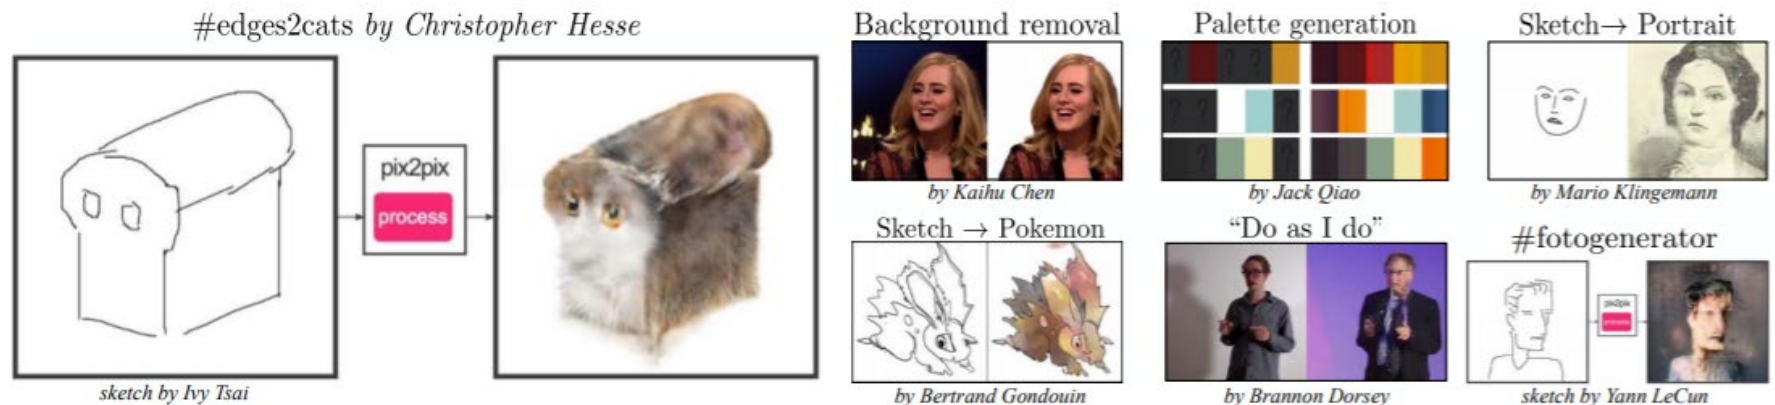 #edges2cats by Christopher Hesse
pix2pix
process
sketch by Ivy Tsai
Background removal
by Kaihu Chen
Palette generation
? ? ?
? ?
?
by Jack Qiao
Sketch→ Portrait
by Mario Klingemann
Sketch → Pokemon
by Bertrand Gondouin
“Do as I do”
by Brannon Dorsey
#fotogenerator
pix2pix
process
sketch by Yann LeCun